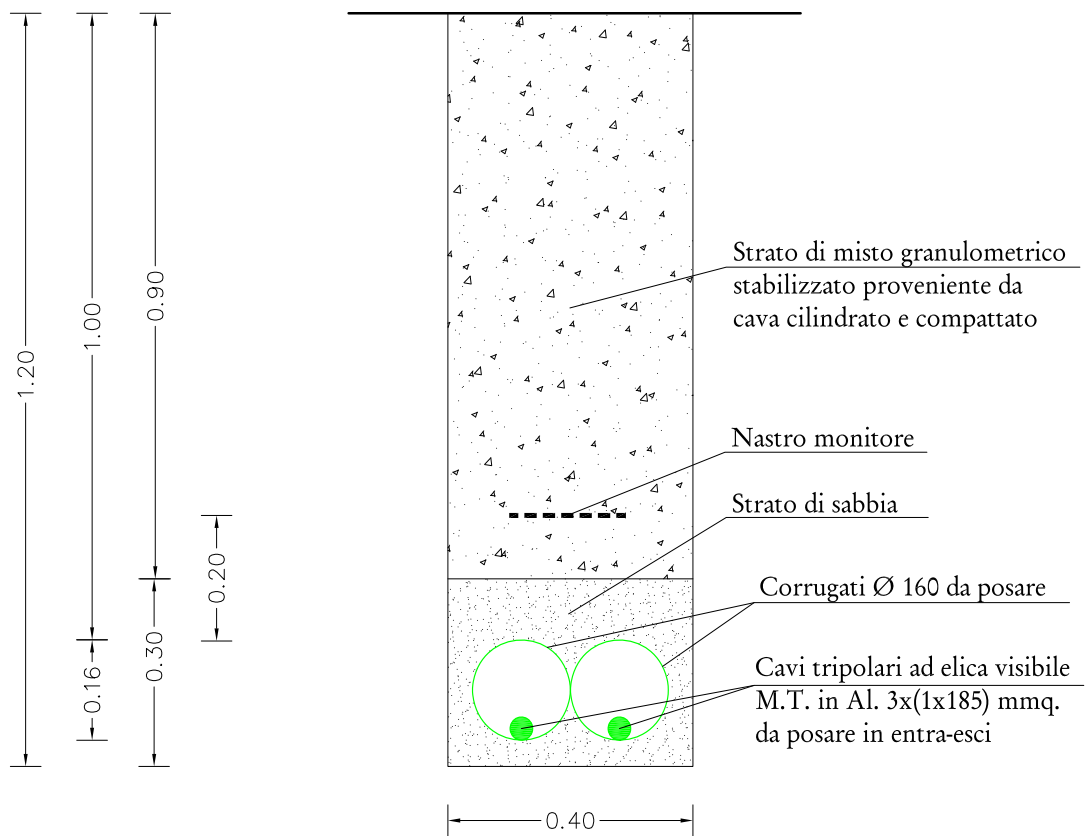 1.20
1.00
0.90
0.20
0.30
0.16
0.40
Strato di misto granulometrico
stabilizzato proveniente da
cava cilindrato e compattato
Nastro monitore
Strato di sabbia
Corrugati Ø 160 da posare
Cavi tripolari ad elica visibile
M.T. in Al. 3x(1x185) mmq.
da posare in entra-esci